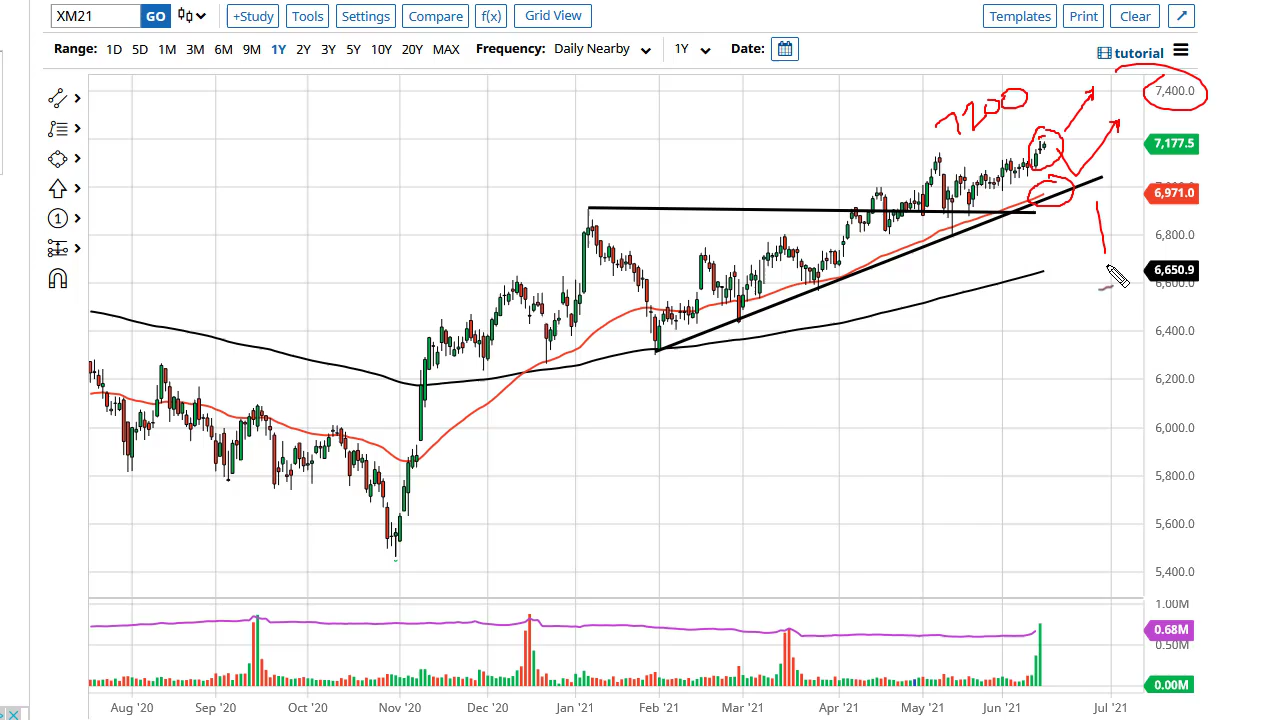 XM21 GO +Study Tools Settings Compare f(x) Grid View Templates Print Clear
Range: 1D 5D 1M 3M 6M 9M 1Y 2Y 3Y 5Y 10Y 20Y MAX Frequency: Daily Nearby 1Y Date:
tutorial
7,400.0
7200
7,177.5
6,971.0
6,800.0
1
6,650.9
6,600.0
6,400.0
6,200.0
6,000.0
5,800.0
5,600.0
5,400.0
1.00M
0.68M
0.50M
0.00M
Aug '20 Sep '20 Oct '20 Nov '20 Dec '20 Jan '21 Feb '21 Mar '21 Apr '21 May '21 Jun '21 Jul '21